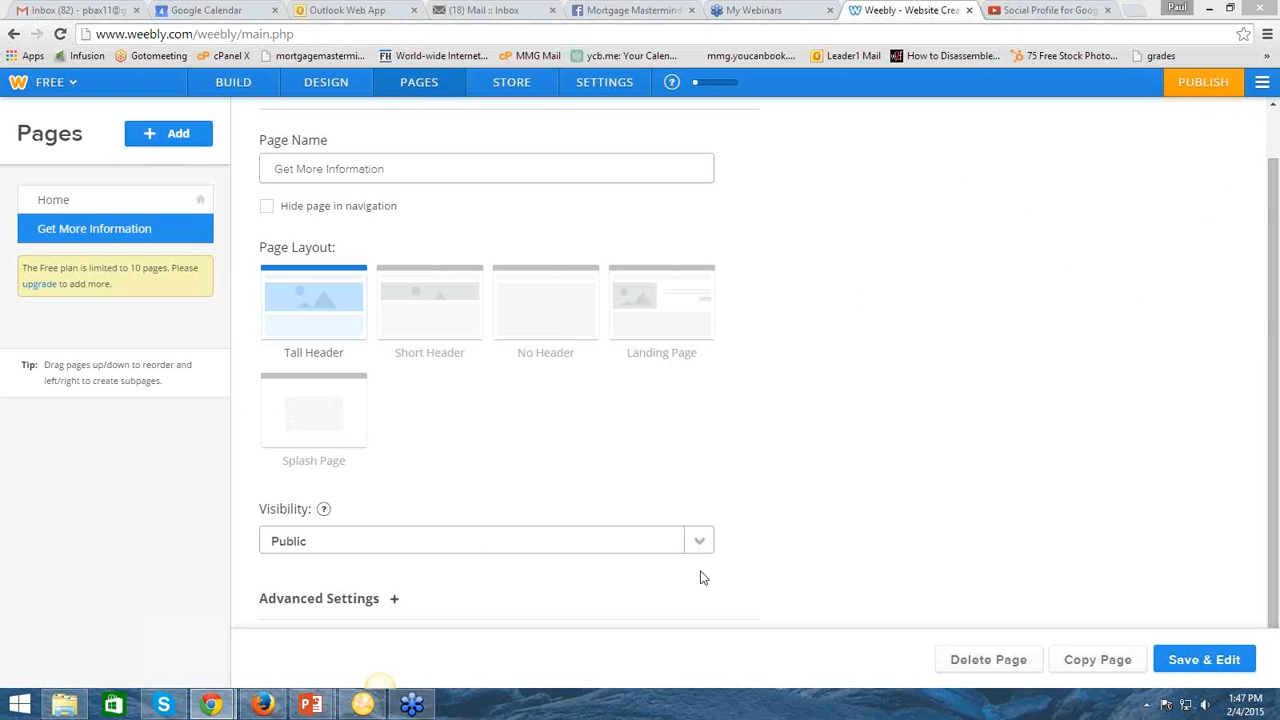 Inbox (82) - pbax11@g
Google Calendar
Outlook Web App
(18) Mail :: Inbox
Mortgage Mastermind
My Webinars
Weebly - Website Crea
Social Profile for Goog
Paul
www.weebly.com/weebly/main.php
Apps
Infusion
Gotomeeting
cPanel X
mortgagemastermi...
World-wide Internet...
MMG Mail
ycb.me: Your Calen...
mmg.youcanbook....
Leader1 Mail
How to Disassemble...
75 Free Stock Photo...
grades
»
FREE
BUILD
DESIGN
PAGES
STORE
SETTINGS
?
PUBLISH
Pages
+ Add
Home
Get More Information
The Free plan is limited to 10 pages. Please
upgrade to add more.
Tip: Drag pages up/down to reorder and
left/right to create subpages.
Page Name
Get More Information
Hide page in navigation
Page Layout:
Tall Header
Short Header
No Header
Landing Page
Splash Page
Visibility: ?
Public
Advanced Settings +
Delete Page
Copy Page
Save & Edit
1:47 PM
2/4/2015